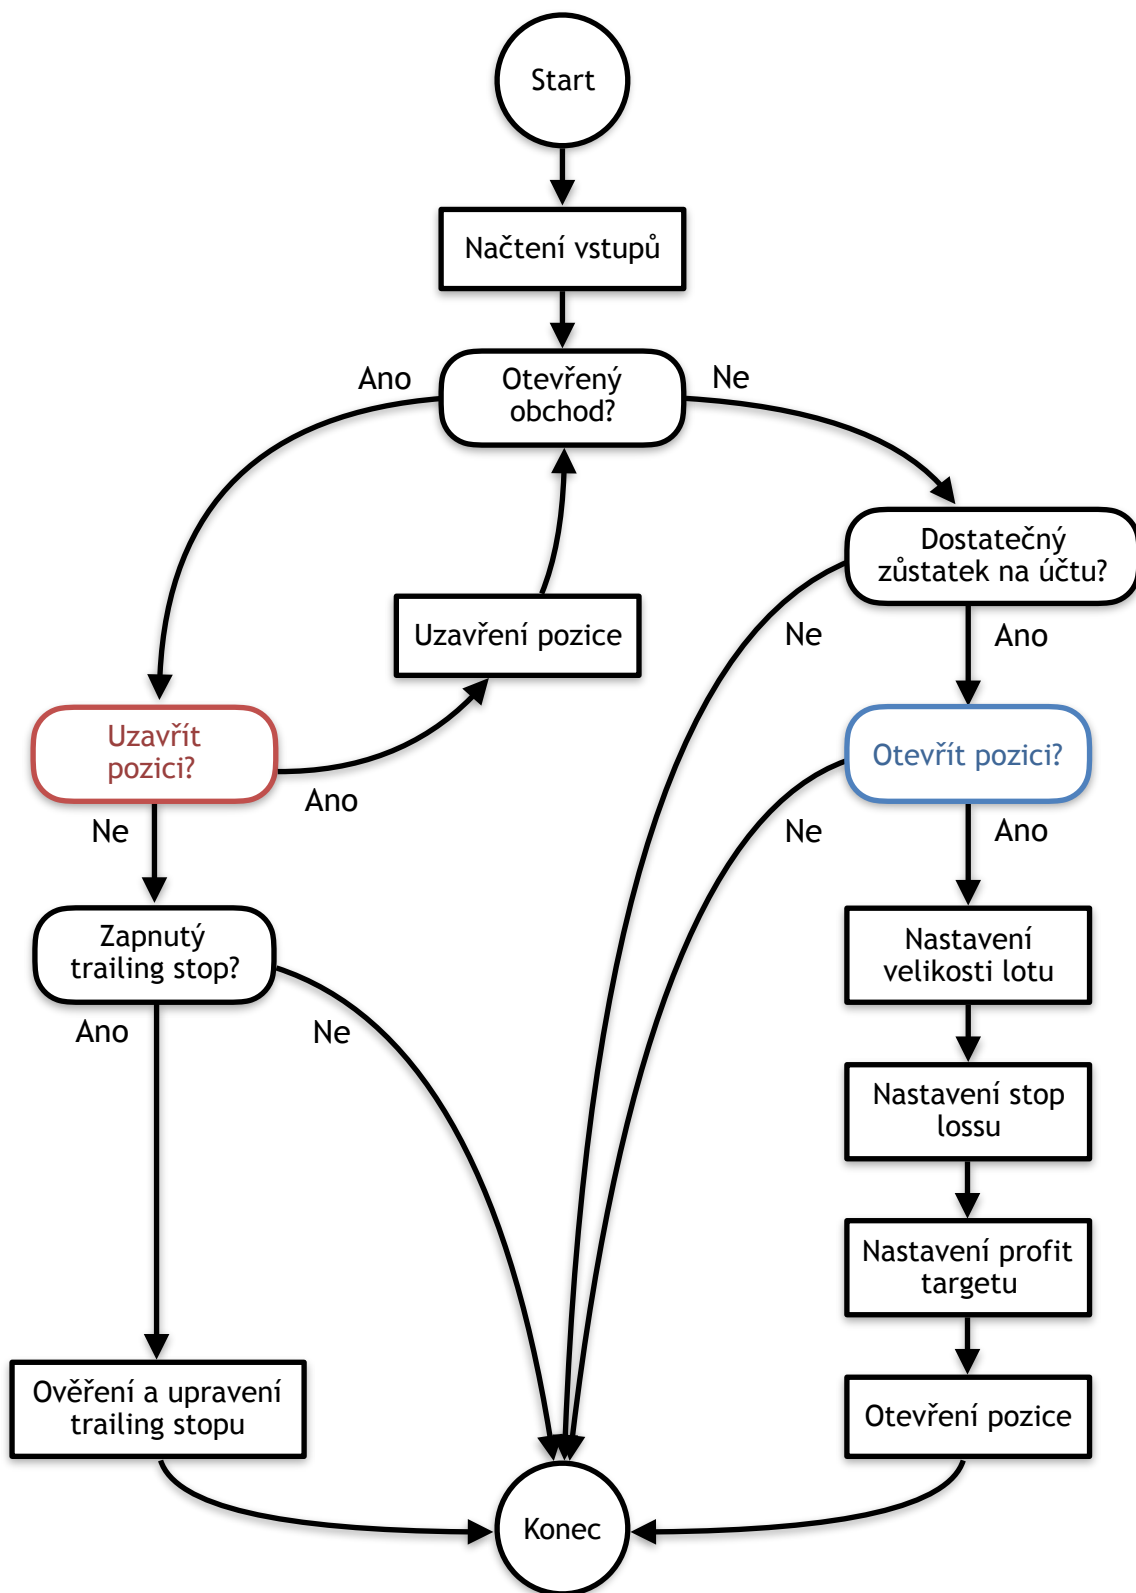 Start
Načtení vstupů
Ano
Otevřený
obchod?
Ne
Dostatečný
zůstatek na účtu?
Uzavření pozice
Ne
Ano
Uzavřít
pozici?
Otevřít pozici?
Ano
Ne
Ne
Ano
Zapnutý
trailing stop?
Nastavení
velikosti lotu
Ano
Ne
Nastavení stop
lossu
Nastavení profit
targetu
Ověření a upravení
trailing stopu
Otevření pozice
Konec